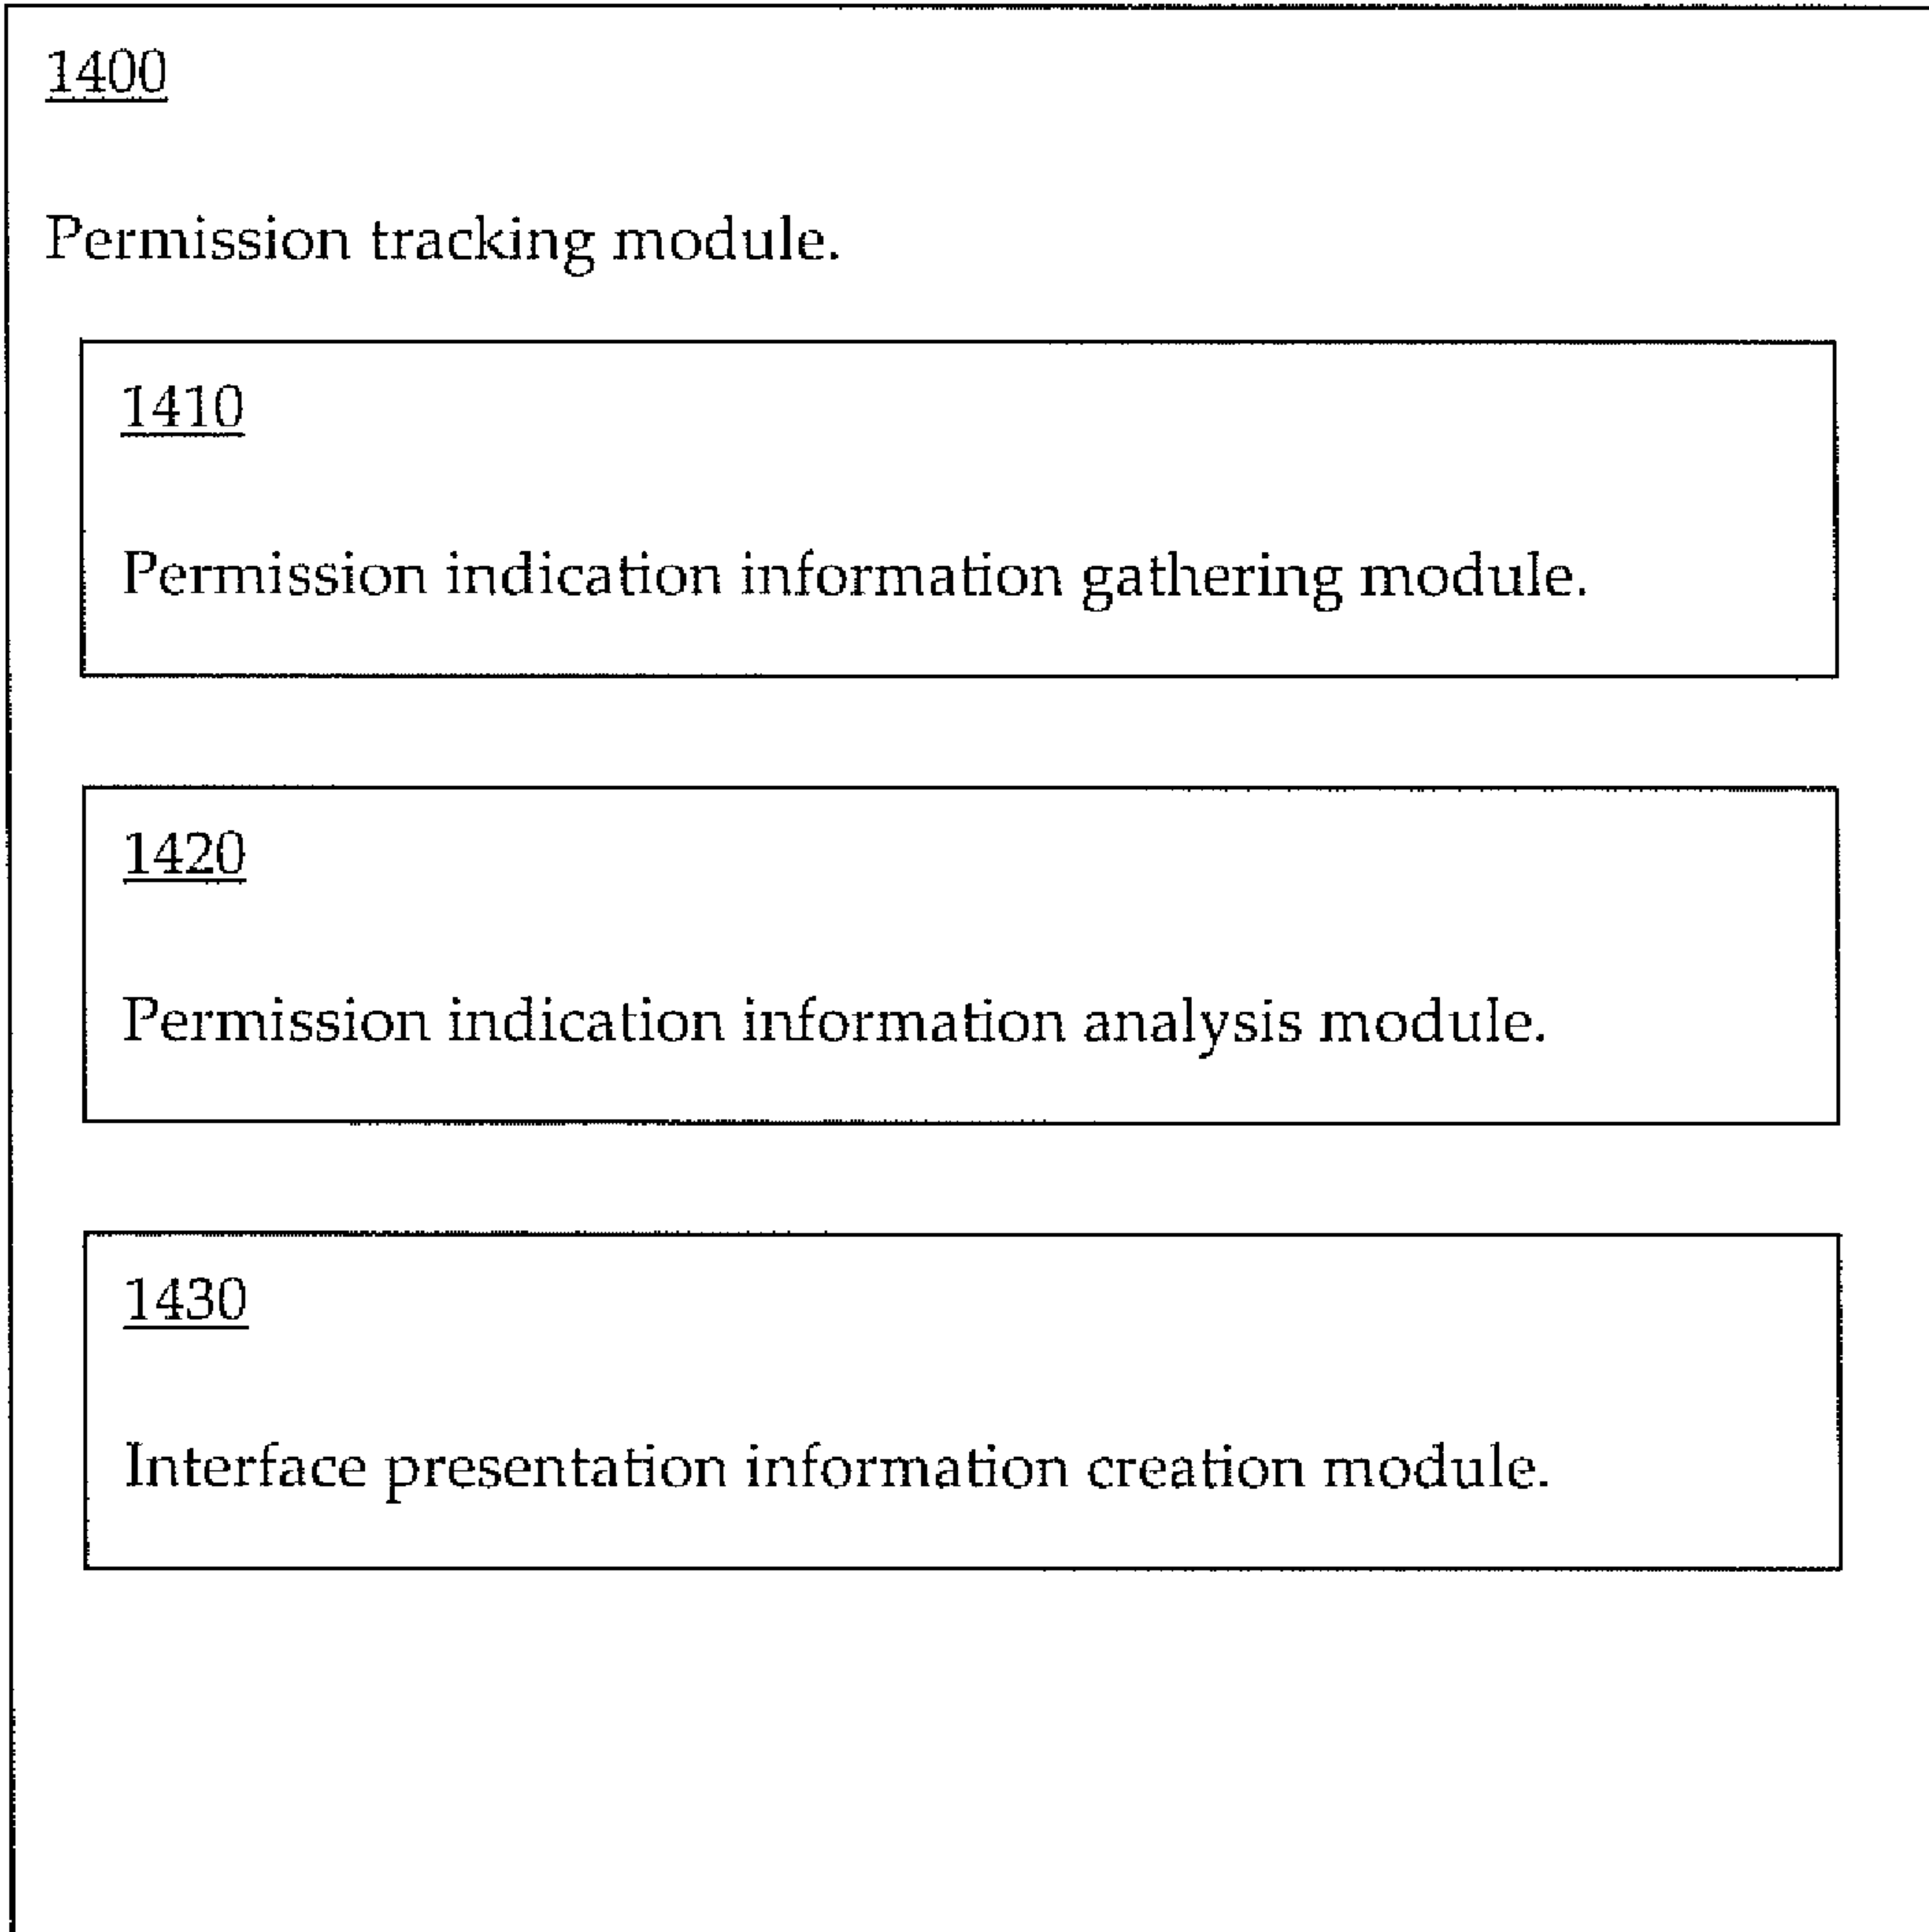 1400
Permission tracking module.
1410
Permission indication information gathering module.
1420
Permission indication information analysis module.
1430
Interface presentation information creation module.